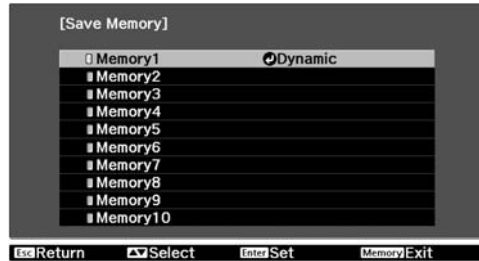 [Save Memory]
Memory1 Dynamic
Memory2
Memory3
Memory4
Memory5
Memory6
Memory7
Memory8
Memory9
Memory10
Esc Return Select Enter Set Memory Exit